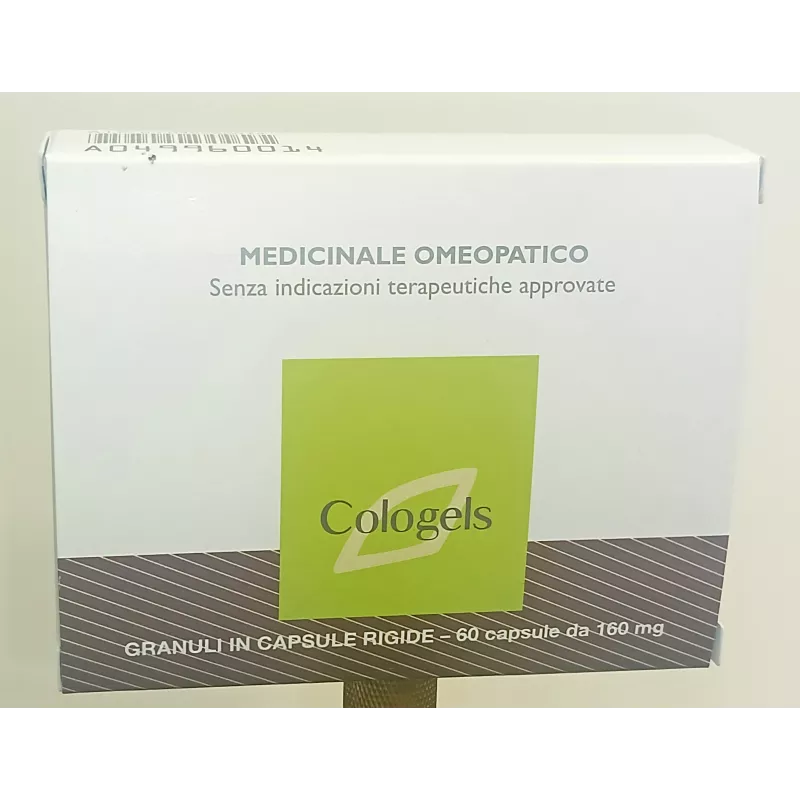 A049960014
MEDICINALE OMEOPATICO
Senza indicazioni terapeutiche approvate
Cologels
GRANULI IN CAPSULE RIGIDE – 60 capsule da 160 mg